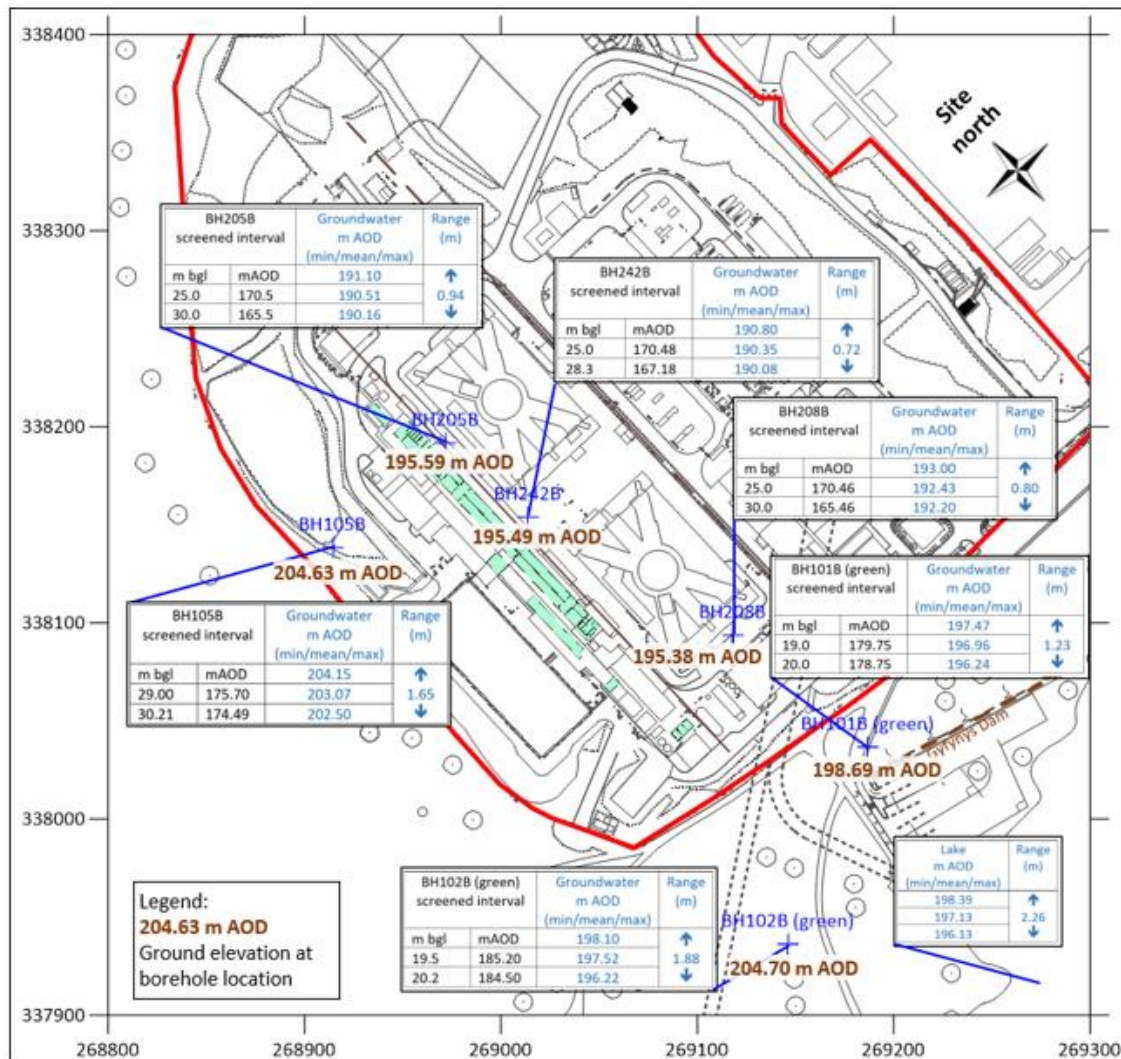 338400
Site
north
338300
BH205B
screened interval
Groundwater
m AOD
(min/mean/max)
Range
(m)
m bgl mAOD 191.10
25.0 170.5 190.51 0.94
30.0 165.5 190.16
BH242B
screened interval
Groundwater
m AOD
(min/mean/max)
Range
(m)
m bgl mAOD 190.80
25.0 170.48 190.35 0.72
28.3 167.18 190.08
338200
BH205B
195.59 m AOD
BH208B
screened interval
Groundwater
m AOD
(min/mean/max)
Range
(m)
m bgl mAOD 193.00
25.0 170.46 192.43 0.80
30.0 165.46 192.20
BH242B
195.49 m AOD
BH105B
204.63 m AOD
BH101B (green)
screened interval
Groundwater
m AOD
(min/mean/max)
Range
(m)
m bgl mAOD 197.47
19.0 179.75 196.96 1.23
20.0 178.75 196.24
338100
BH105B
screened interval
Groundwater
m AOD
(min/mean/max)
Range
(m)
m bgl mAOD 204.15
29.00 175.70 203.07 1.65
30.21 174.49 202.50
BH208B
195.38 m AOD
BH101B (green)
198.69 m AOD
Dam
338000
Lake
m AOD
(min/mean/max)
Range
(m)
198.39
197.13 2.26
196.13
BH102B (green)
screened interval
Groundwater
m AOD
(min/mean/max)
Range
(m)
m bgl mAOD 198.10
19.5 185.20 197.52 1.88
20.2 184.50 196.22
BH102B (green)
204.70 m AOD
Legend:
204.63 m AOD
Ground elevation at
borehole location
337900
268800 268900 269000 269100 269200 269300